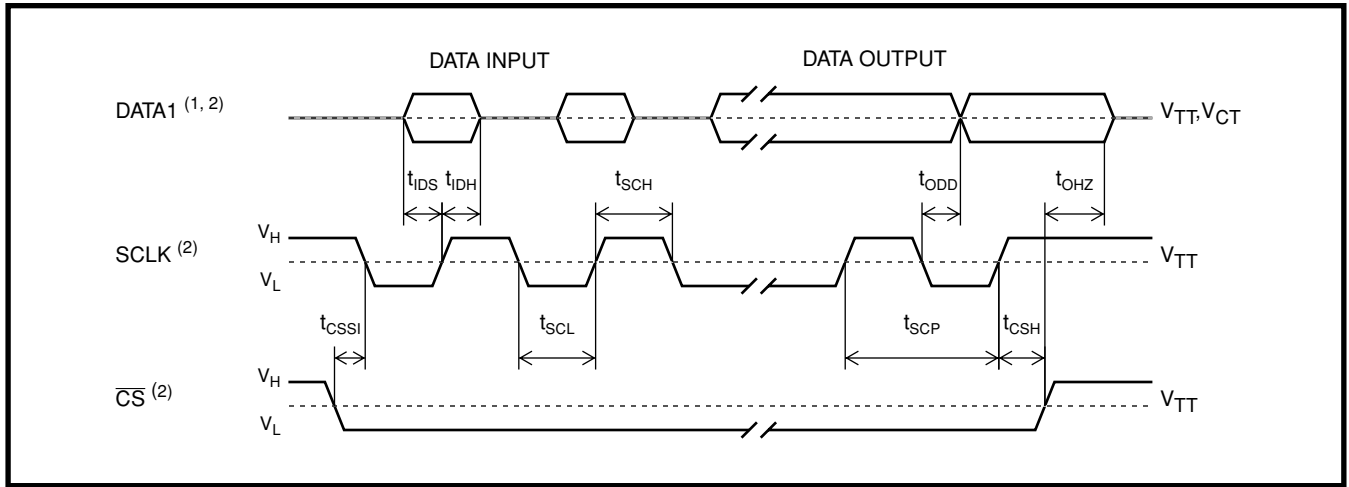 DATA INPUT DATA OUTPUT
DATA1 (1, 2) VTT,VCT
tIDS tIDH tSCH tODD tOHZ
VH
SCLK (2) VTT
VL
tCSSI tSCL tSCP tCSH
VH
CS (2) VTT
VL